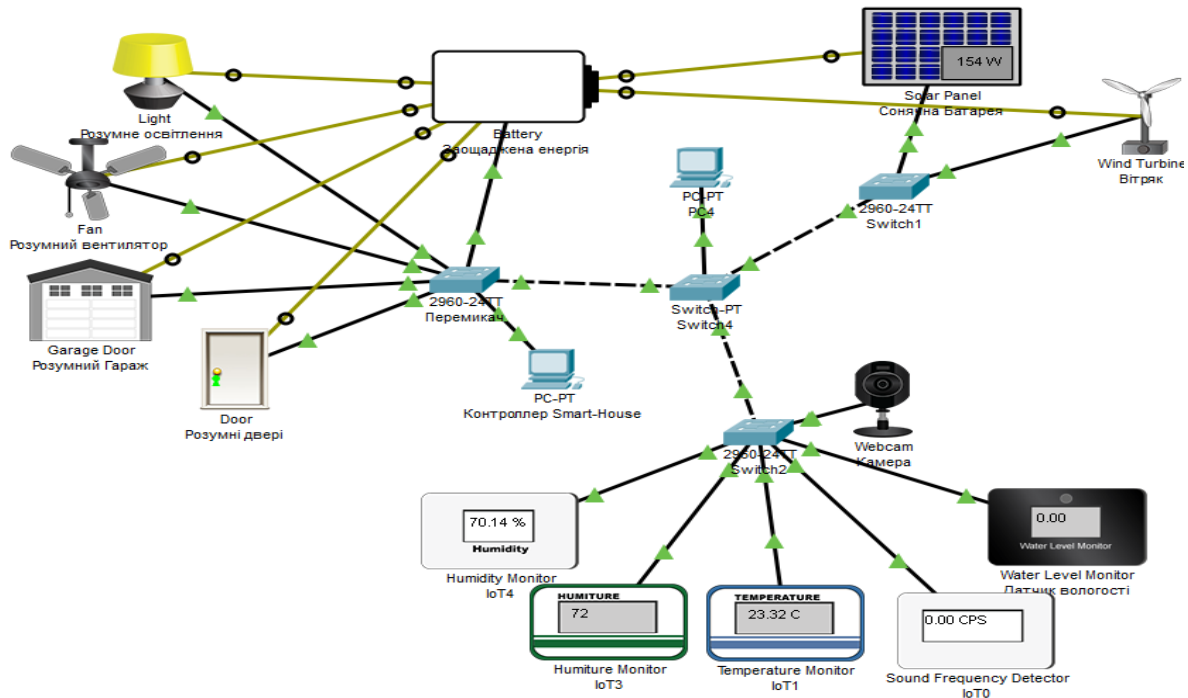 154 W
Solar Panel
Сонячна Батарея
Light
Розумне освітлення
Battery
Заощаджена енергія
Wind Turbine
Вітряк
PC-PT
PC4
2960-24TT
Switch1
Fan
Розумний вентилятор
2960-24TT
Перемикач
Switch-PT
Switch4
Garage Door
Розумний Гараж
PC-PT
Контроллер Smart-House
Door
Розумні двері
Webcam
Камера
2960-24TT
Switch2
70.14 %
Humidity
Humidity Monitor
IoT4
0.00
Water Level Monitor
Water Level Monitor
Датчик вологості
HUMITURE
72
Humiture Monitor
IoT3
TEMPERATURE
23.32 C
Temperature Monitor
IoT1
0.00 CPS
Sound Frequency Detector
IoT0